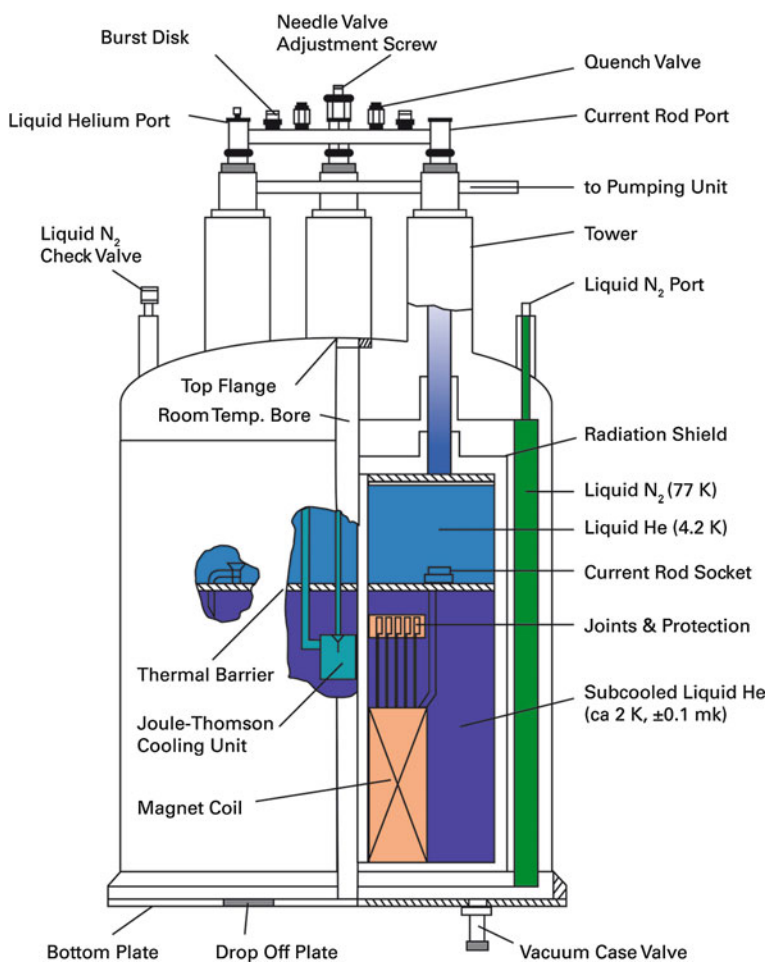 Needle Valve
Adjustment Screw
Burst Disk
Quench Valve
Liquid Helium Port
Current Rod Port
to Pumping Unit
Liquid N₂
Check Valve
Tower
Liquid N₂ Port
Top Flange
Room Temp. Bore
Radiation Shield
Liquid N₂ (77 K)
Liquid He (4.2 K)
Current Rod Socket
Joints & Protection
Thermal Barrier
Subcooled Liquid He
(ca 2 K, ±0.1 mk)
Joule-Thomson
Cooling Unit
Magnet Coil
Bottom Plate
Drop Off Plate
Vacuum Case Valve